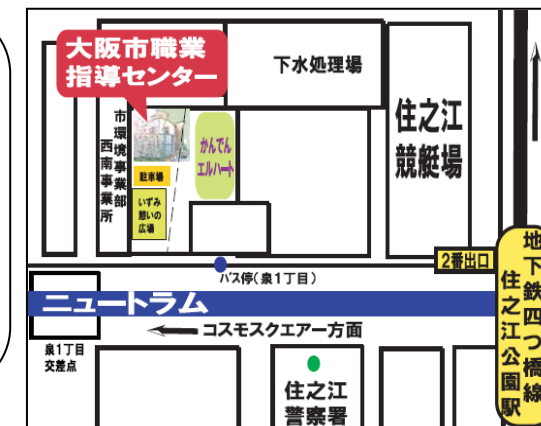 大阪市職業
指導センター
下水処理場
住之江
競艇場
市環境事業部
西南事業所
かんでん
エルハート
駐車場
いずみ
憩いの
広場
2番出口
地下鉄四つ橋線
住之江公園駅
バス停(泉1丁目)
ニュートラム
コスモスクエアー方面
泉1丁目
交差点
住之江
警察署